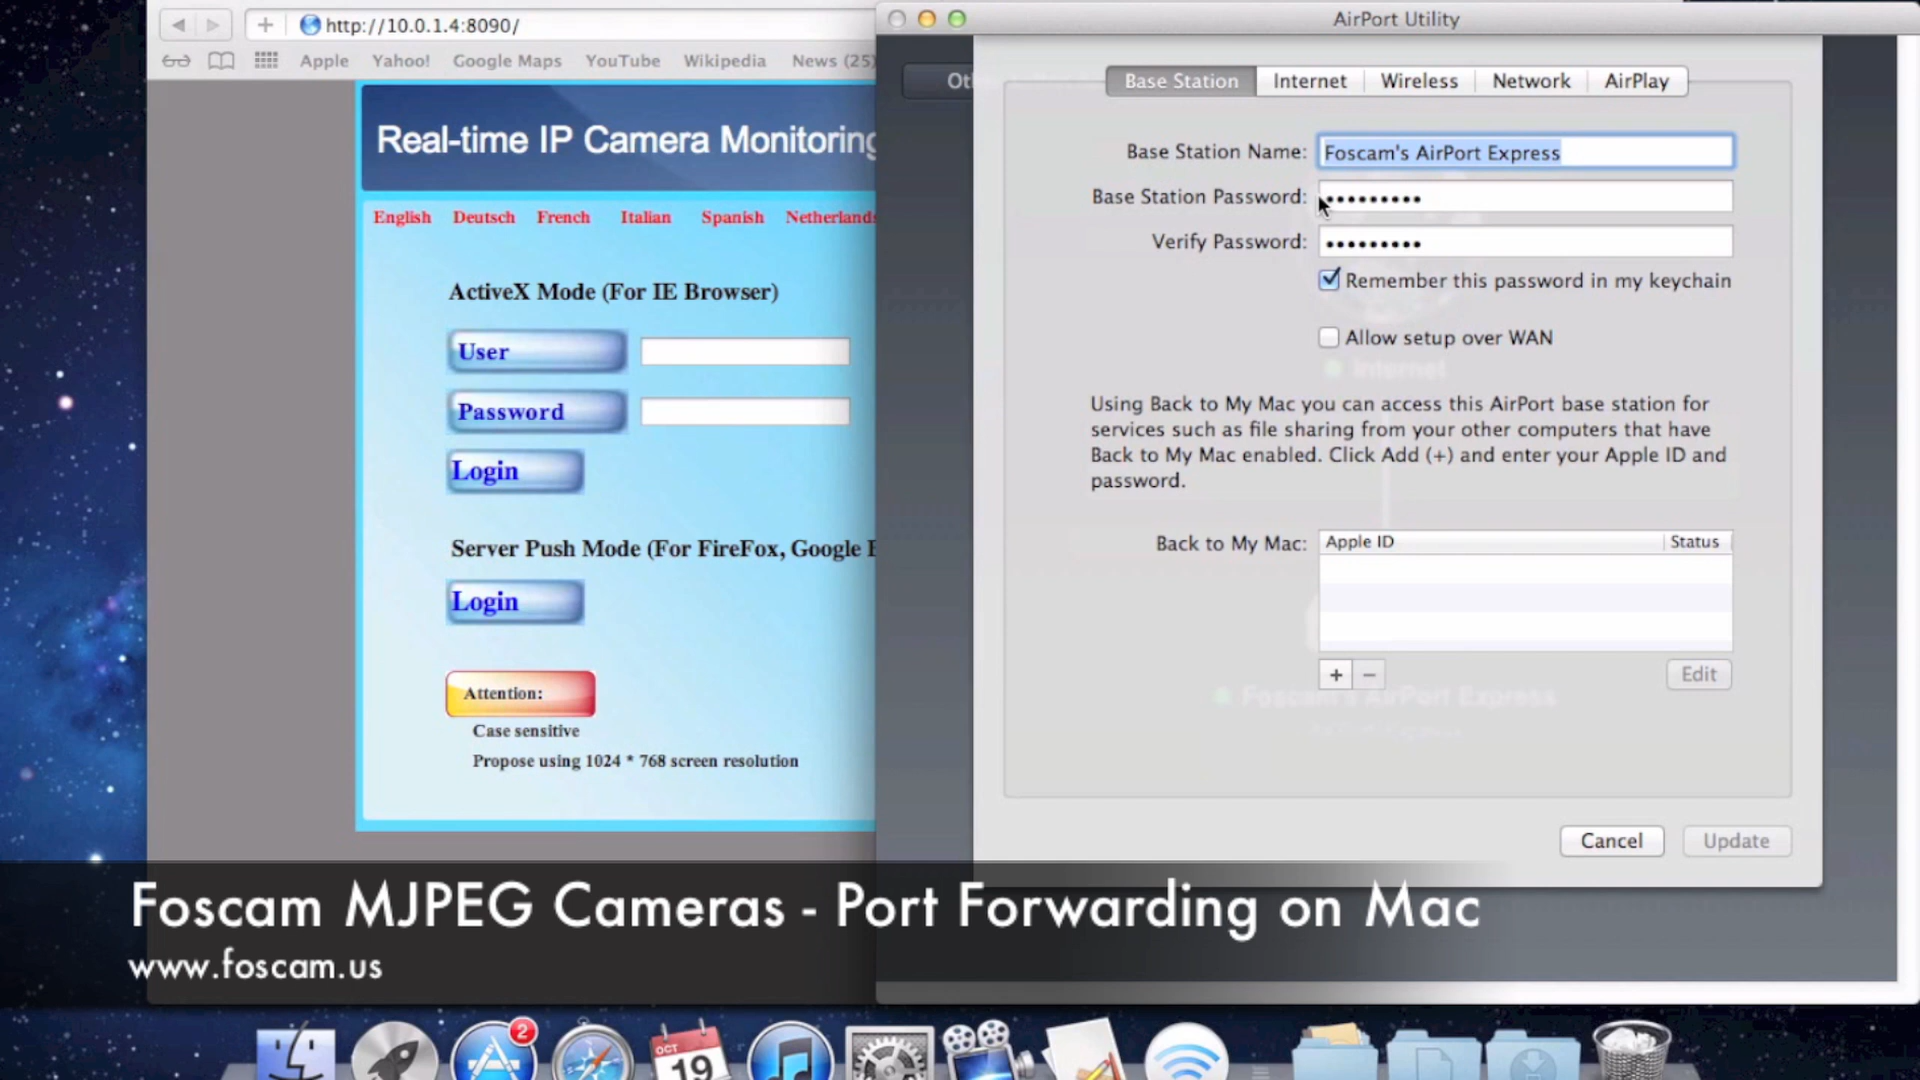 http://10.0.1.4:8090/
Apple Yahoo! Google Maps YouTube Wikipedia News (25)
Real-time IP Camera Monitoring
English Deutsch French Italian Spanish Netherlands
ActiveX Mode (For IE Browser)
User
Password
Login
Server Push Mode (For FireFox, Google
Login
Attention:
Case sensitive
Propose using 1024 * 768 screen resolution
AirPort Utility
Base Station Internet Wireless Network AirPlay
Base Station Name: Foscam's AirPort Express
Base Station Password: •••••••••
Verify Password: •••••••••
Remember this password in my keychain
Allow setup over WAN
Internet
Using Back to My Mac you can access this AirPort base station for
services such as file sharing from your other computers that have
Back to My Mac enabled. Click Add (+) and enter your Apple ID and
password.
Back to My Mac: Apple ID Status
+ − Edit
Foscam's AirPort Express
Cancel Update
Foscam MJPEG Cameras - Port Forwarding on Mac
www.foscam.us
2
OCT
19